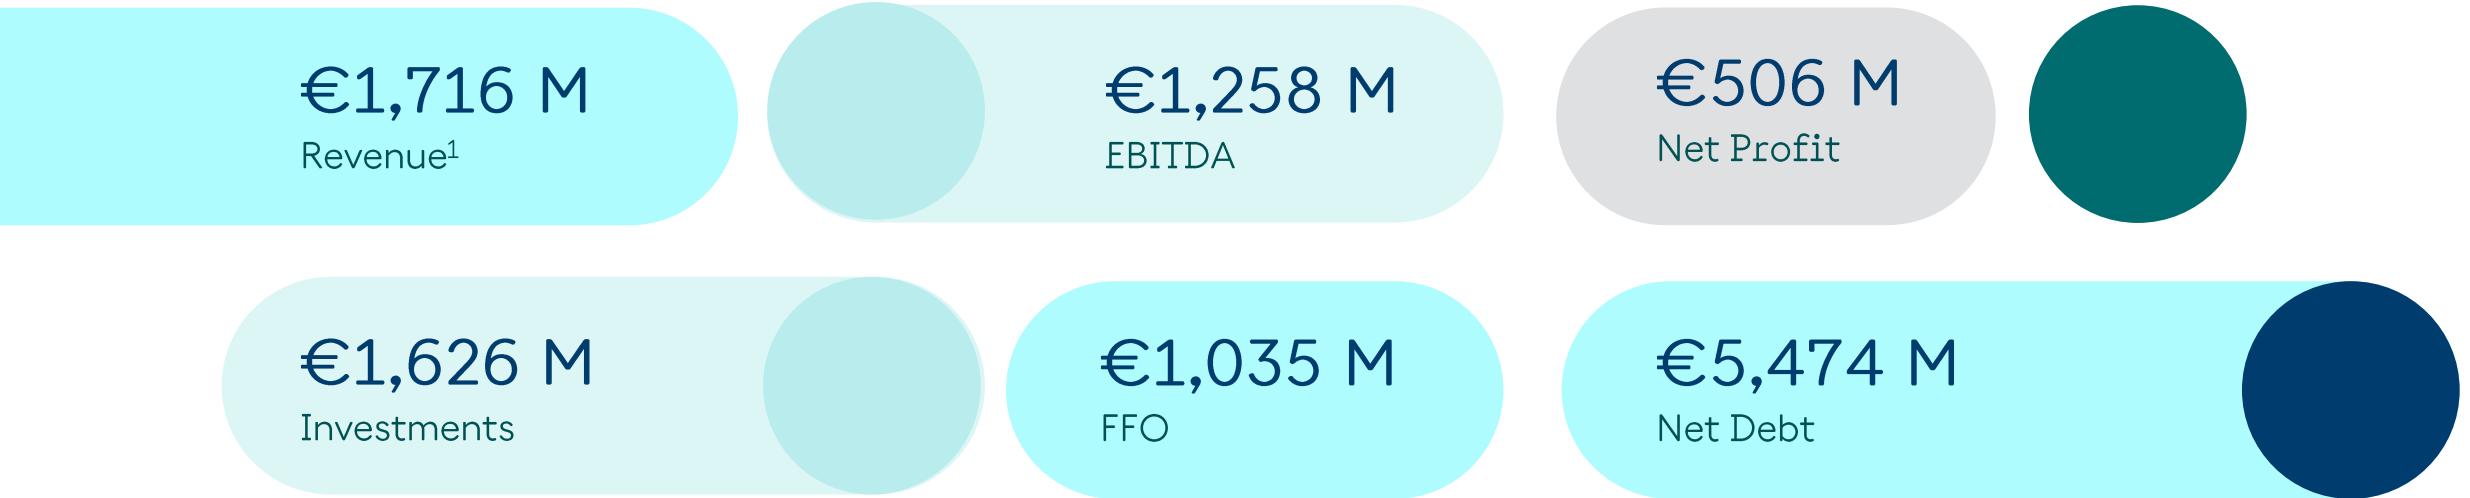 €1,716 M
Revenue¹
€1,258 M
EBITDA
€506 M
Net Profit
€1,626 M
Investments
€1,035 M
FFO
€5,474 M
Net Debt